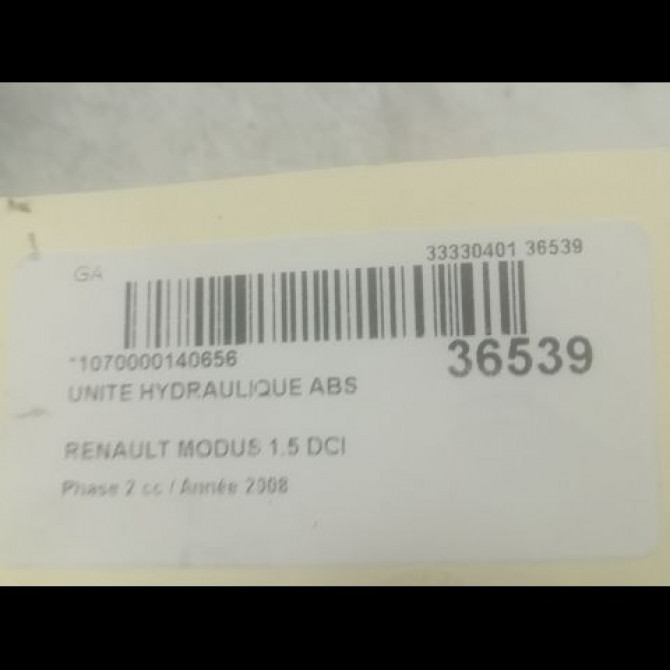 GA
33330401 36539
*1070000140656
36539
UNITE HYDRAULIQUE ABS
RENAULT MODUS 1.5 DCI
Phase 2 cc / Année 2008